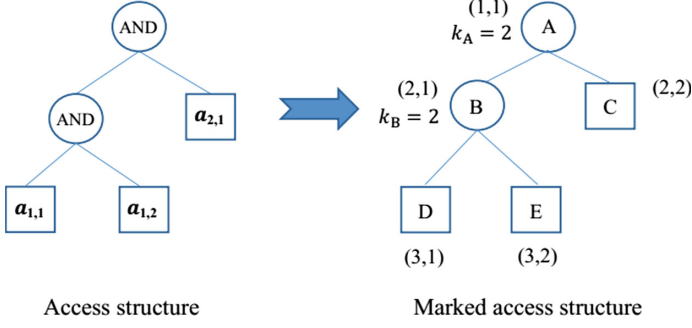 AND
AND
a2,1
a1,1
a1,2
Access structure
(1,1)
kA = 2
A
(2,1)
kB = 2
B
C
(2,2)
D
E
(3,1)
(3,2)
Marked access structure